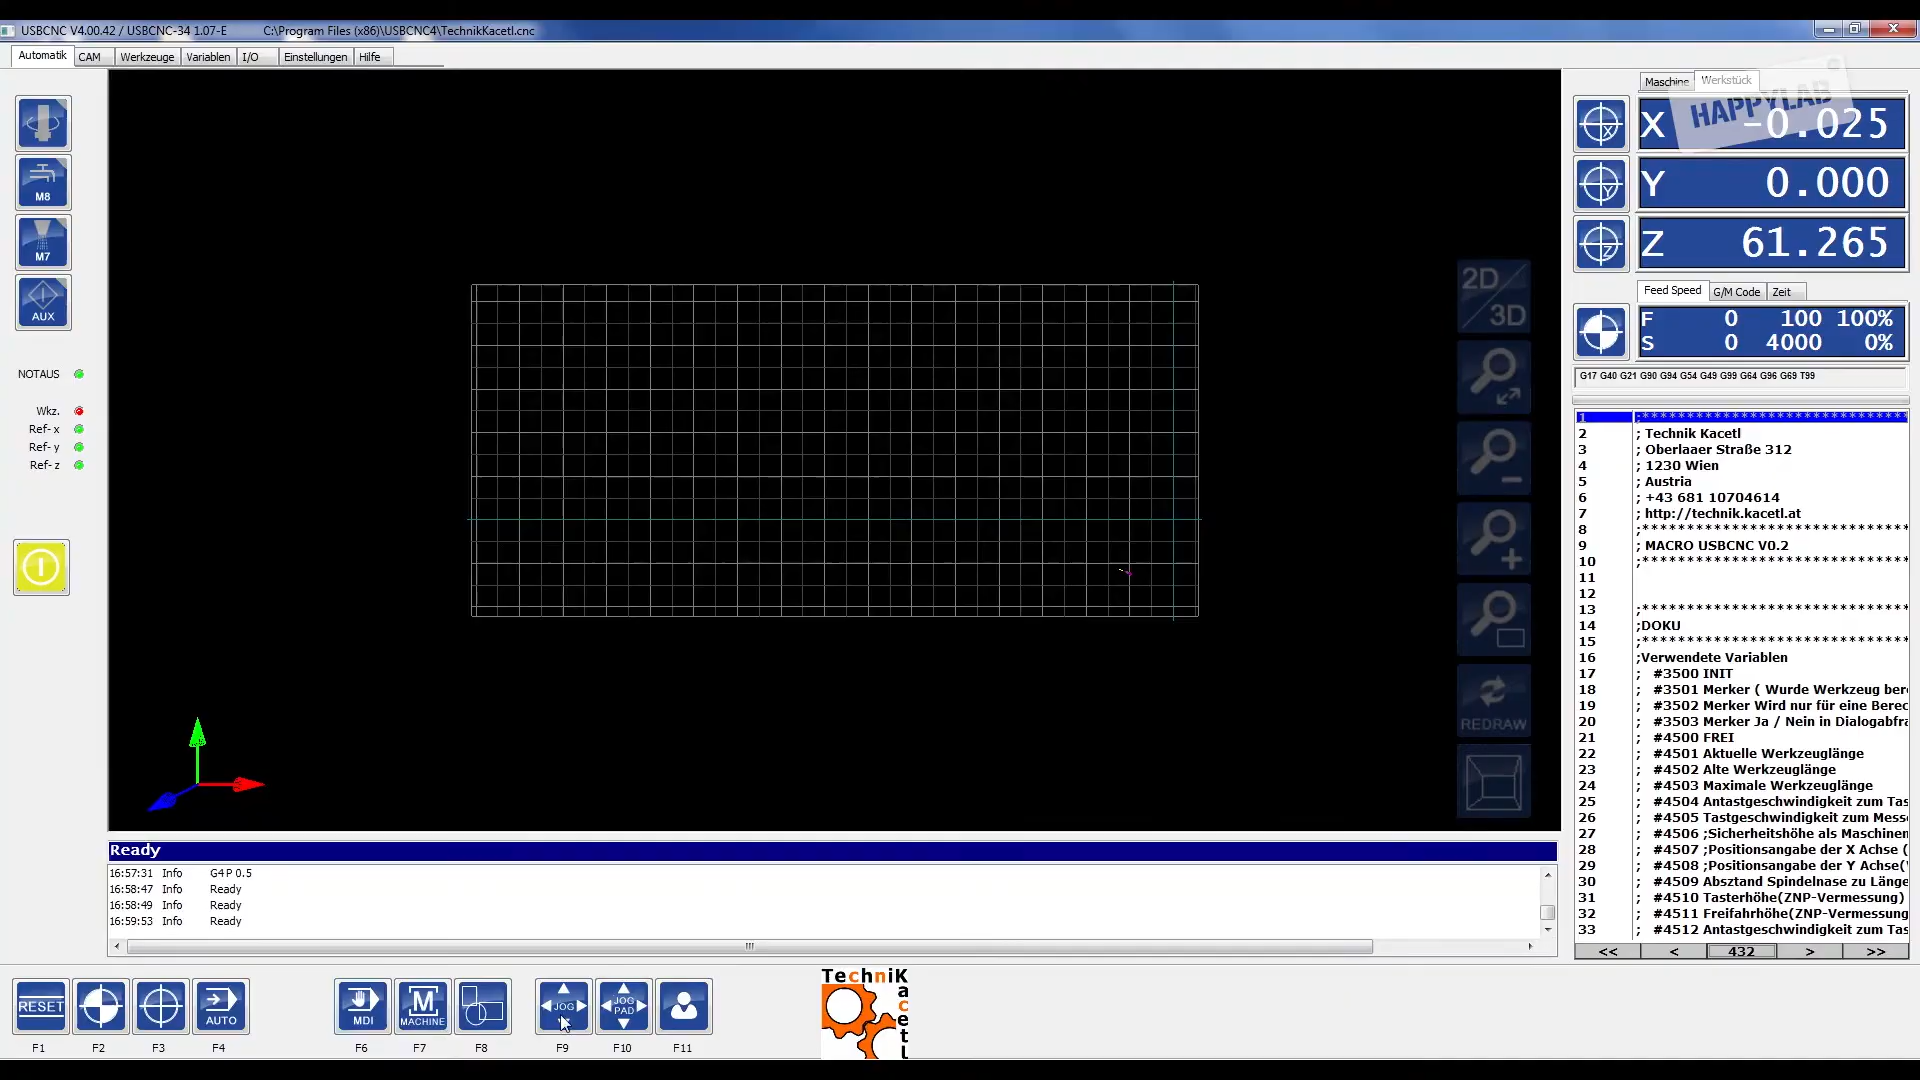 USBCNC V4.00.42 / USBCNC-34 1.07-E C:\Program Files (x86)\USBCNC4\TechnikKacetl.cnc
Automatik CAM Werkzeuge Variablen I/O Einstellungen Hilfe
Maschine Werkstück
HAPPYLAB
X -0.025
Y 0.000
Z 61.265
M8
M7
AUX
NOTAUS
Wkz.
Ref-x
Ref-y
Ref-z
2D/3D
REDRAW
Feed Speed G/M Code Zeit
F 0 100 100%
S 0 4000 0%
G17 G40 G21 G90 G94 G54 G49 G99 G64 G96 G69 T99
1 ;******************************
2 ; Technik Kacetl
3 ; Oberlaaer Straße 312
4 ; 1230 Wien
5 ; Austria
6 ; +43 681 10704614
7 ; http://technik.kacetl.at
8 ;******************************
9 ; MACRO USBCNC V0.2
10 ;******************************
11
12
13 ;******************************
14 ;DOKU
15 ;******************************
16 ;Verwendete Variablen
17 ; #3500 INIT
18 ; #3501 Merker ( Wurde Werkzeug ber
19 ; #3502 Merker Wird nur für eine Berec
20 ; #3503 Merker Ja / Nein in Dialogabfra
21 ; #4500 FREI
22 ; #4501 Aktuelle Werkzeuglänge
23 ; #4502 Alte Werkzeuglänge
24 ; #4503 Maximale Werkzeuglänge
25 ; #4504 Antastgeschwindigkeit zum Tas
26 ; #4505 Tastgeschwindigkeit zum Mess
27 ; #4506 ;Sicherheitshöhe als Maschinen
28 ; #4507 ;Positionsangabe der X Achse (
29 ; #4508 ;Positionsangabe der Y Achse(
30 ; #4509 Absztand Spindelnase zu Länge
31 ; #4510 Tasterhöhe(ZNP-Vermessung)
32 ; #4511 Freifahrhöhe(ZNP-Vermessung
33 ; #4512 Antastgeschwindigkeit zum Tas
<< < 432 > >>
Ready
16:57:31 Info G4 P 0.5
16:58:47 Info Ready
16:58:49 Info Ready
16:59:53 Info Ready
RESET AUTO MDI M MACHINE JOG JOG PAD
F1 F2 F3 F4 F6 F7 F8 F9 F10 F11
TechniK
Kacetl